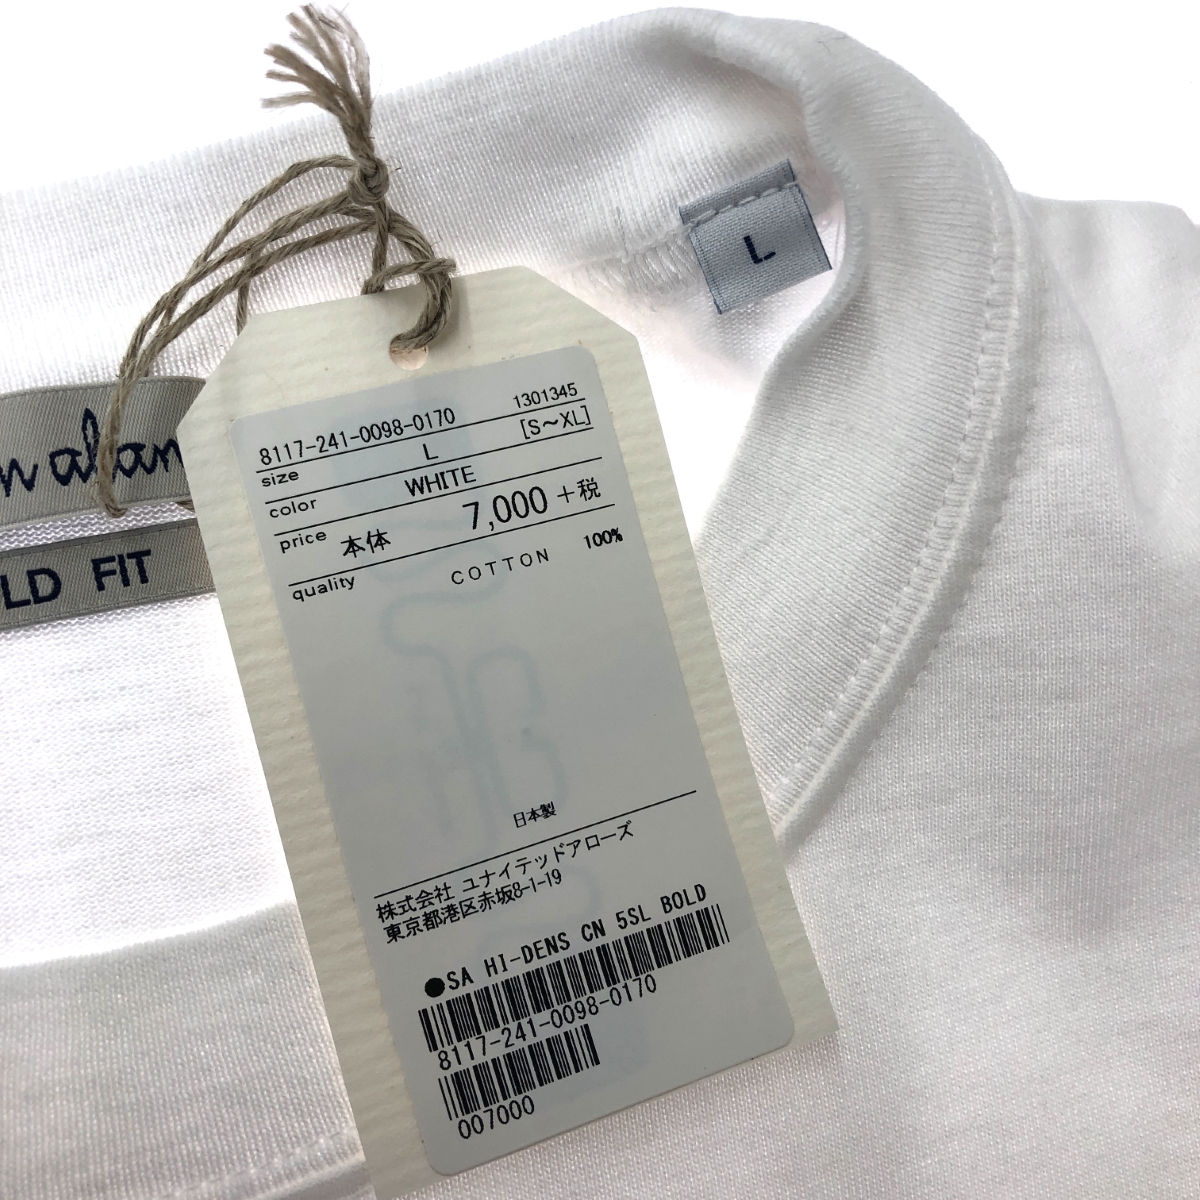 L
8117-241-0098-0170 1301345
size L [S～XL]
color WHITE
price 本体 7,000 +税
quality COTTON 100%
日本製
株式会社 ユナイテッドアローズ
東京都港区赤坂8-1-19
●SA HI-DENS CN 5SL BOLD
8117-241-0098-0170
007000
alan
LD FIT